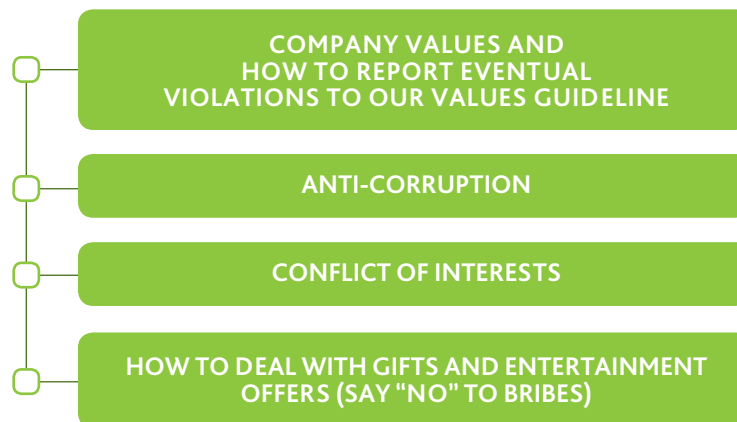 COMPANY VALUES AND
HOW TO REPORT EVENTUAL
VIOLATIONS TO OUR VALUES GUIDELINE
ANTI-CORRUPTION
CONFLICT OF INTERESTS
HOW TO DEAL WITH GIFTS AND ENTERTAINMENT
OFFERS (SAY “NO” TO BRIBES)